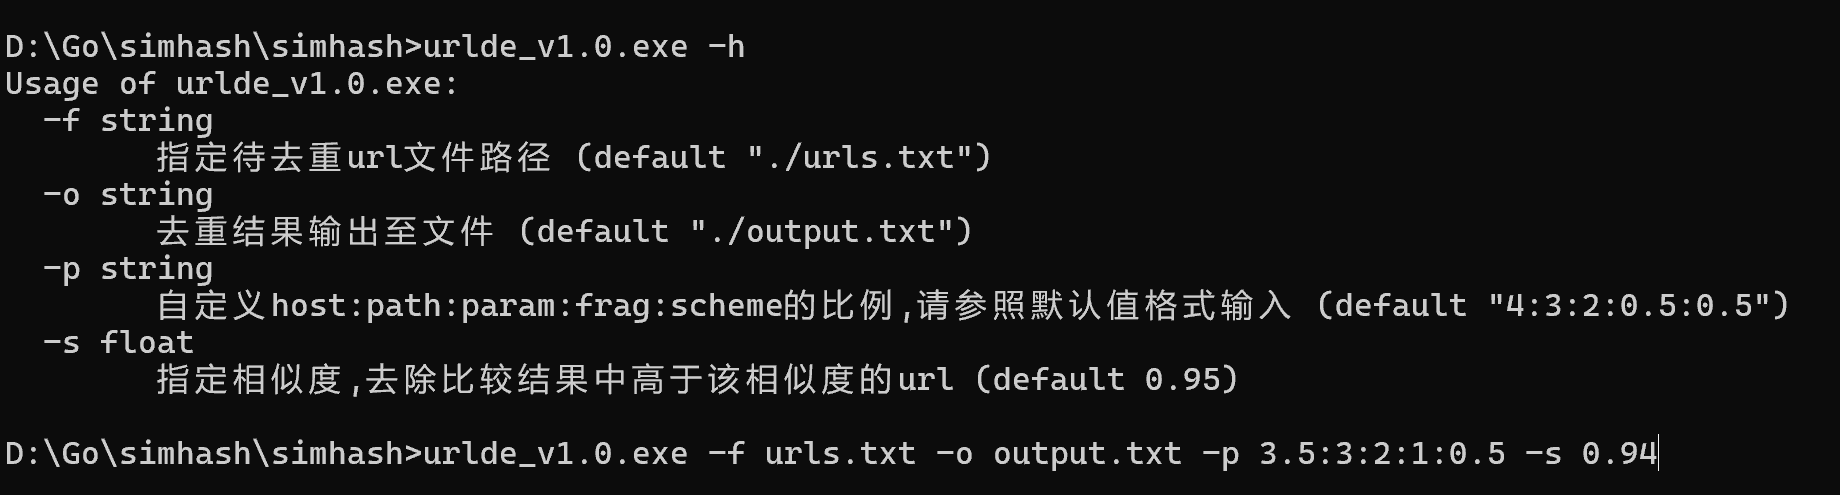 D:\Go\simhash\simhash>urlde_v1.0.exe -h
Usage of urlde_v1.0.exe:
  -f string
        指定待去重url文件路径 (default "./urls.txt")
  -o string
        去重结果输出至文件 (default "./output.txt")
  -p string
        自定义host:path:param:frag:scheme的比例,请参照默认值格式输入 (default "4:3:2:0.5:0.5")
  -s float
        指定相似度,去除比较结果中高于该相似度的url (default 0.95)
D:\Go\simhash\simhash>urlde_v1.0.exe -f urls.txt -o output.txt -p 3.5:3:2:1:0.5 -s 0.94